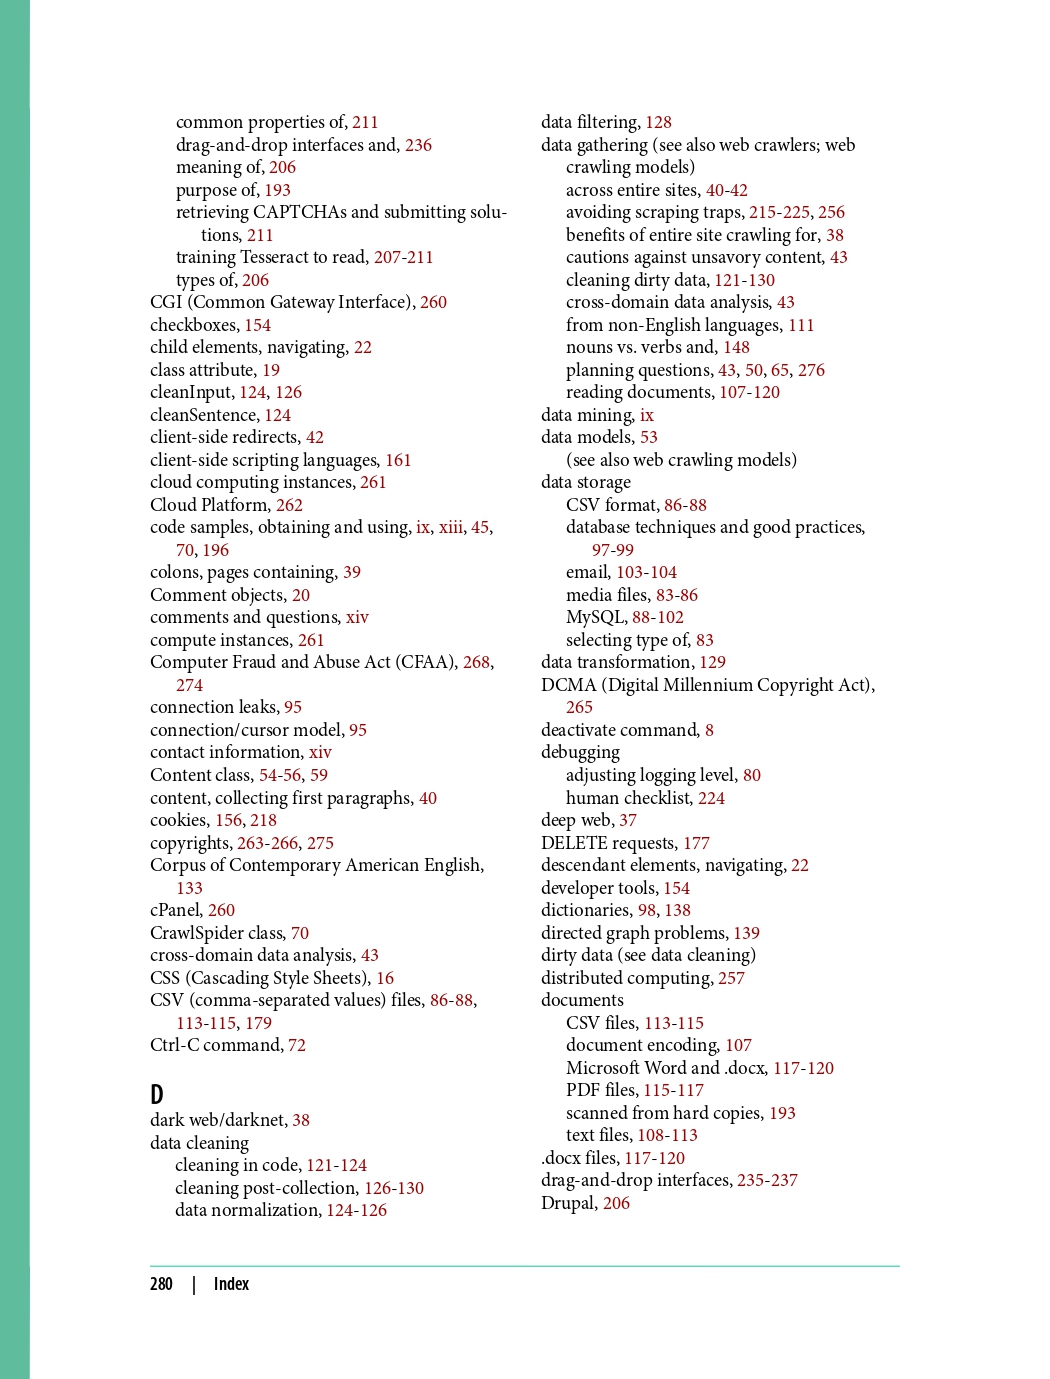 common properties of, 211
drag-and-drop interfaces and, 236
meaning of, 206
purpose of, 193
retrieving CAPTCHAs and submitting solu-
tions, 211
training Tesseract to read, 207-211
types of, 206
CGI (Common Gateway Interface), 260
checkboxes, 154
child elements, navigating, 22
class attribute, 19
cleanInput, 124, 126
cleanSentence, 124
client-side redirects, 42
client-side scripting languages, 161
cloud computing instances, 261
Cloud Platform, 262
code samples, obtaining and using, ix, xiii, 45,
70, 196
colons, pages containing, 39
Comment objects, 20
comments and questions, xiv
compute instances, 261
Computer Fraud and Abuse Act (CFAA), 268,
274
connection leaks, 95
connection/cursor model, 95
contact information, xiv
Content class, 54-56, 59
content, collecting first paragraphs, 40
cookies, 156, 218
copyrights, 263-266, 275
Corpus of Contemporary American English,
133
cPanel, 260
CrawlSpider class, 70
cross-domain data analysis, 43
CSS (Cascading Style Sheets), 16
CSV (comma-separated values) files, 86-88,
113-115, 179
Ctrl-C command, 72
D
dark web/darknet, 38
data cleaning
cleaning in code, 121-124
cleaning post-collection, 126-130
data normalization, 124-126
data filtering, 128
data gathering (see also web crawlers; web
crawling models)
across entire sites, 40-42
avoiding scraping traps, 215-225, 256
benefits of entire site crawling for, 38
cautions against unsavory content, 43
cleaning dirty data, 121-130
cross-domain data analysis, 43
from non-English languages, 111
nouns vs. verbs and, 148
planning questions, 43, 50, 65, 276
reading documents, 107-120
data mining, ix
data models, 53
(see also web crawling models)
data storage
CSV format, 86-88
database techniques and good practices,
97-99
email, 103-104
media files, 83-86
MySQL, 88-102
selecting type of, 83
data transformation, 129
DCMA (Digital Millennium Copyright Act),
265
deactivate command, 8
debugging
adjusting logging level, 80
human checklist, 224
deep web, 37
DELETE requests, 177
descendant elements, navigating, 22
developer tools, 154
dictionaries, 98, 138
directed graph problems, 139
dirty data (see data cleaning)
distributed computing, 257
documents
CSV files, 113-115
document encoding, 107
Microsoft Word and .docx, 117-120
PDF files, 115-117
scanned from hard copies, 193
text files, 108-113
.docx files, 117-120
drag-and-drop interfaces, 235-237
Drupal, 206
280 | Index